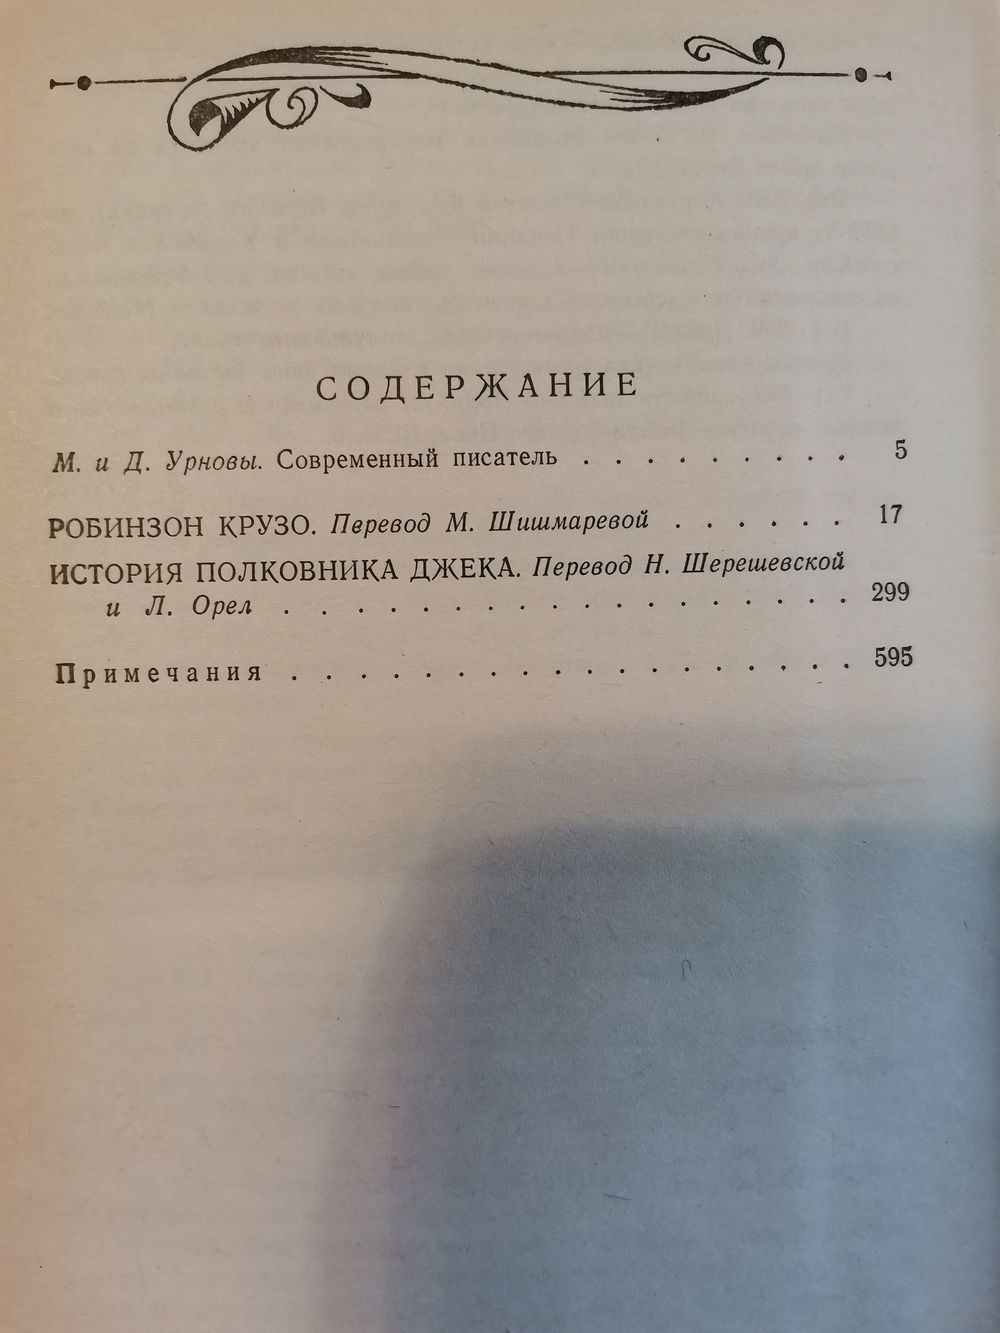 СОДЕРЖАНИЕ
М. и Д. Урновы. Современный писатель . . . . . . . . . 5
РОБИНЗОН КРУЗО. Перевод М. Шишмаревой . . . . . . 17
ИСТОРИЯ ПОЛКОВНИКА ДЖЕКА. Перевод Н. Шерешевской
и Л. Орел . . . . . . . . . . . . . . . . . 299
Примечания . . . . . . . . . . . . . . . . . 595